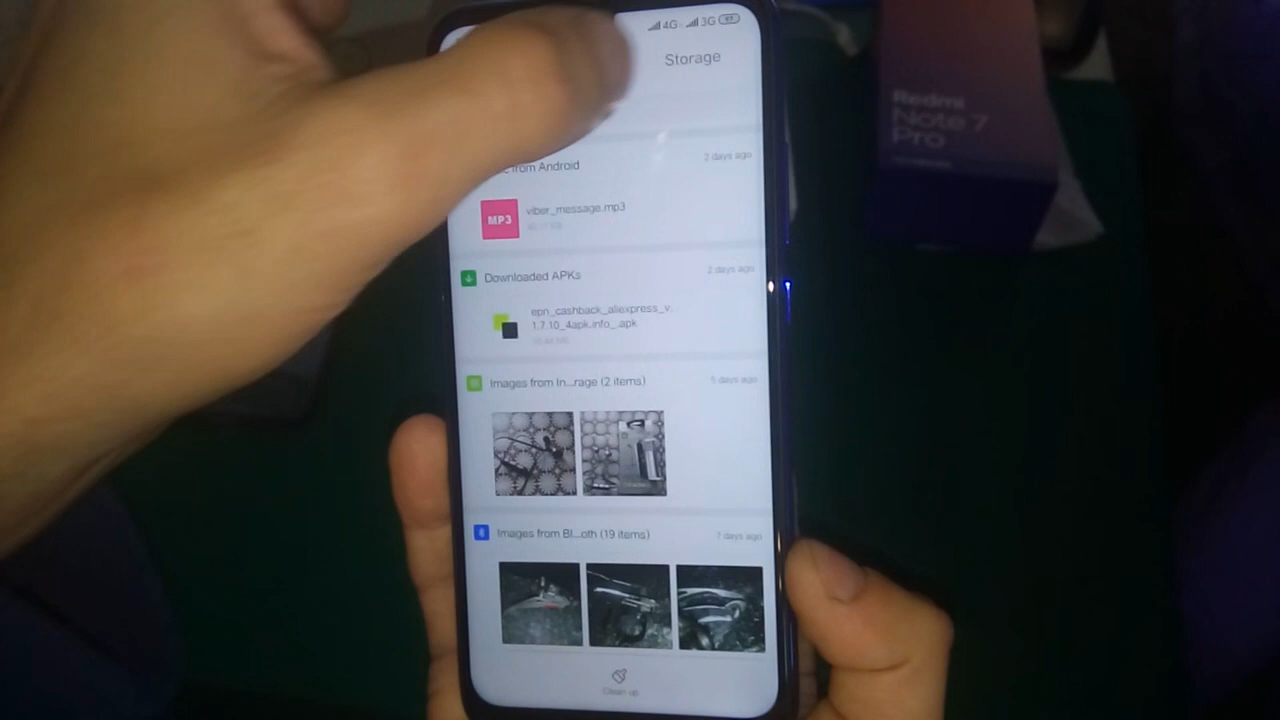 4G 3G
Storage
from Android
2 days ago
MP3
viber_message.mp3
Downloaded APKs
2 days ago
epn_cashback_aliexpress_v.
1.7.10_4apk.info_.apk
Images from In...rage (2 items)
5 days ago
Images from Bl...oth (19 items)
7 days ago
Clean up
Redmi
Note 7
Pro